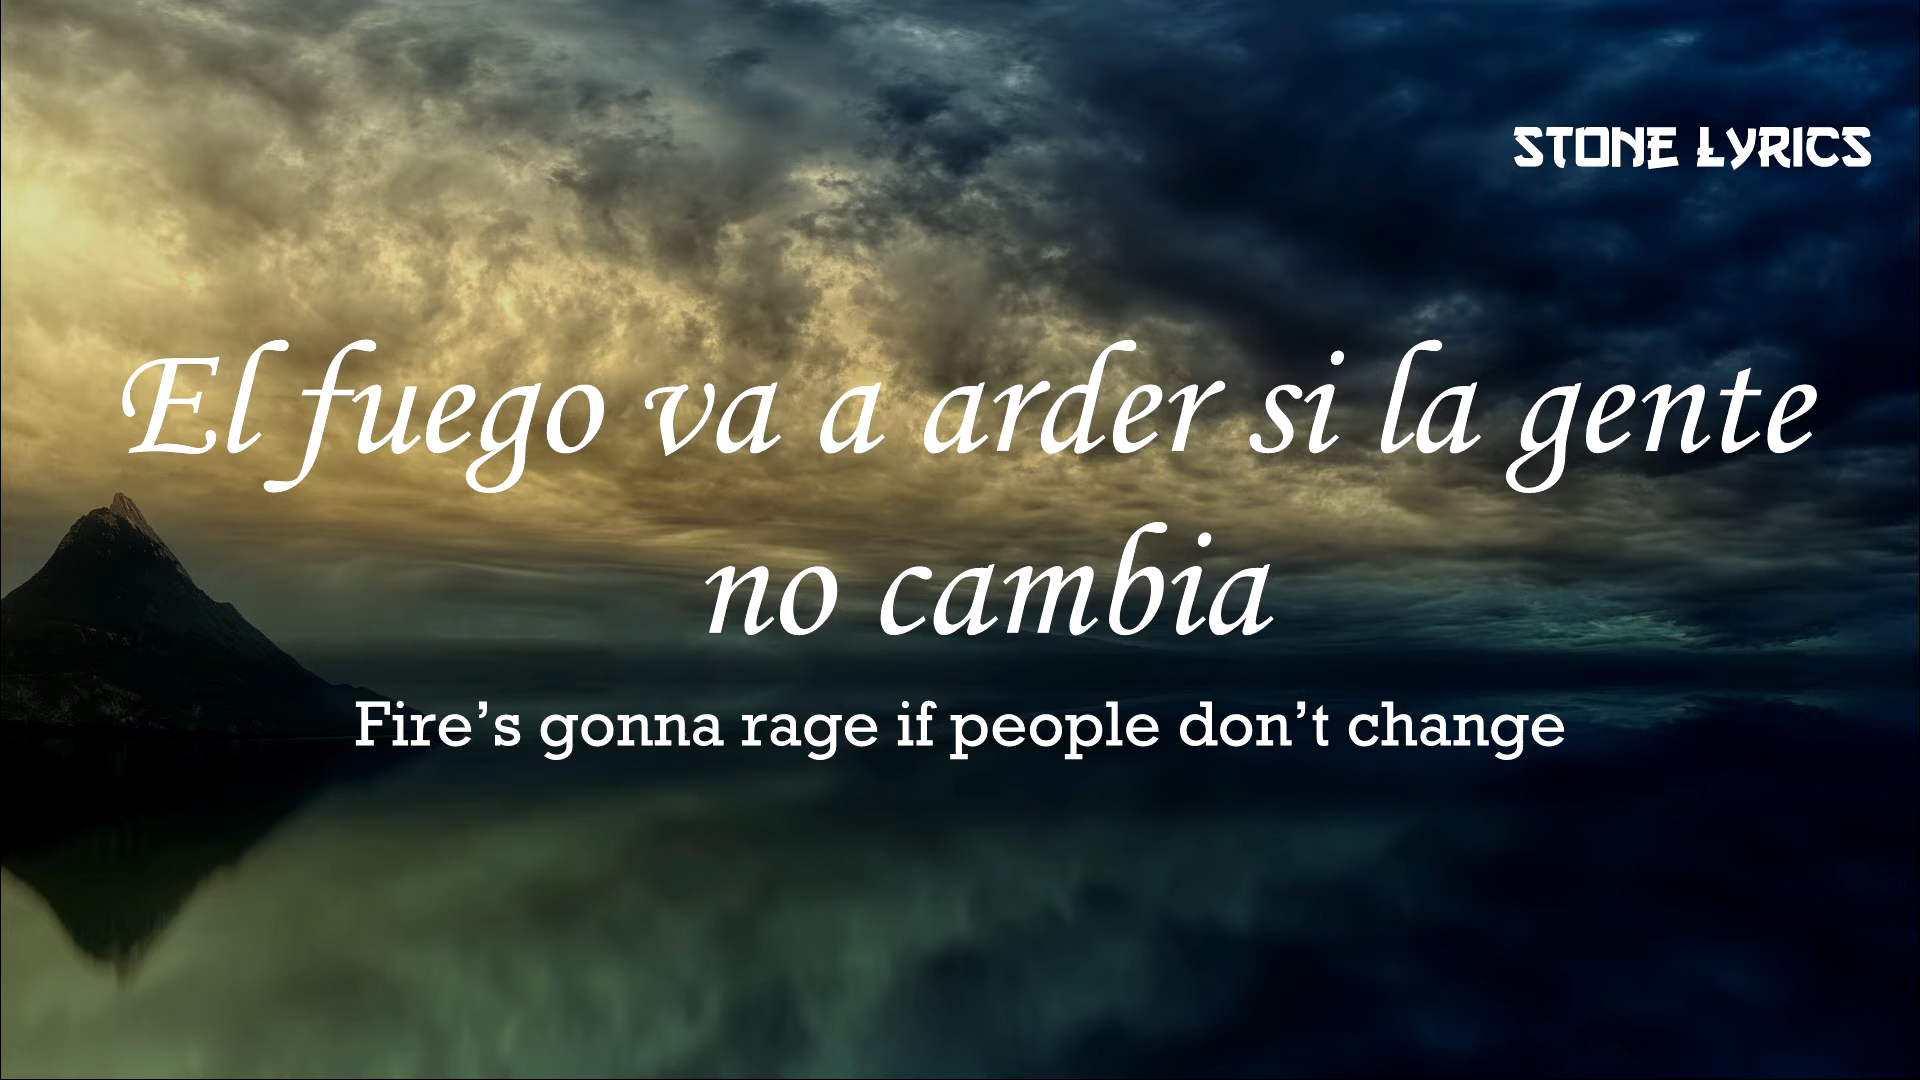 STONE LYRICS
El fuego va a arder si la gente
no cambia
Fire’s gonna rage if people don’t change